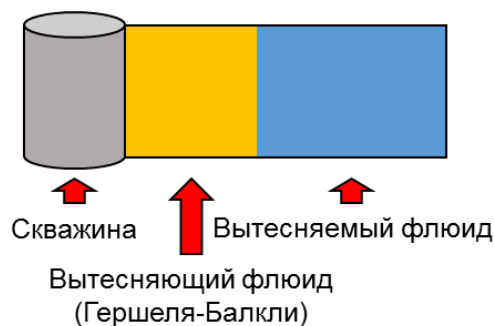 Скважина
Вытесняемый флюид
Вытесняющий флюид
(Гершеля-Балкли)